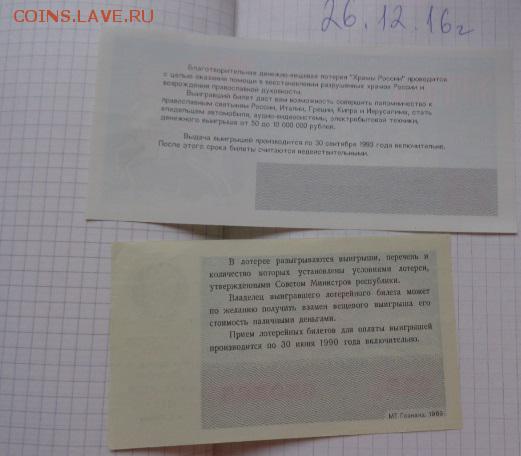 COINS.LAVE.RU
26.12.16г
Благотворительная денежно-вещевая лотерея "Храмы России" проводится
с целью оказания помощи в восстановлении разрушенных храмов России и
возрождения православной духовности.
Выигравший билет даст вам возможность совершить паломничество к
православным святыням России, Италии, Греции, Кипра и Иерусалима, стать
владельцем автомобиля, аудио-видеосистемы, электробытовой техники,
денежного выигрыша от 50 до 10 000 000 рублей.
Выдача выигрышей производится по 30 сентября 1993 года включительно.
После этого срока билеты считаются недействительными.
В лотерее разыгрываются выигрыши, перечень и
количество которых установлены условиями лотереи,
утвержденными Советом Министров республики.
Владелец выигравшего лотерейного билета может
по желанию получить взамен вещевого выигрыша его
стоимость наличными деньгами.
Прием лотерейных билетов для оплаты выигрышей
производится по 30 июня 1990 года включительно.
МТ Гознака. 1989.